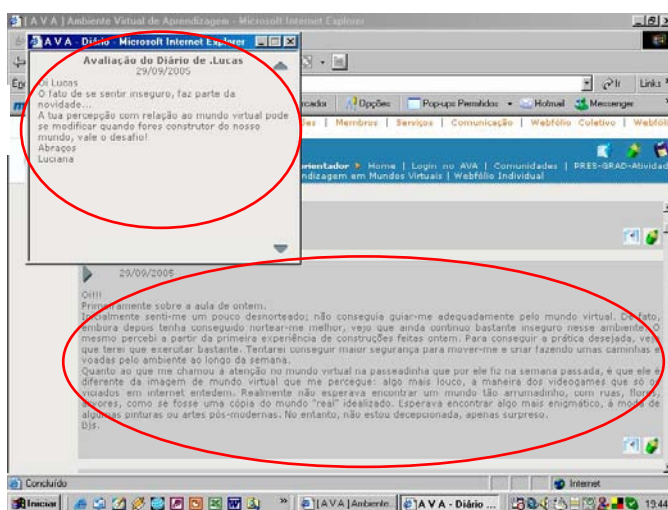 [ A V A ] Ambiente Virtual de Aprendizagem - Microsoft Internet Explorer
A V A - Diário - Microsoft Internet Explorer
Avaliação do Diário de .Lucas
29/09/2005
Oi Lucas
O fato de se sentir inseguro, faz parte da
novidade...
A tua percepção com relação ao mundo virtual pode
se modificar quando fores construtor do nosso
mundo, vale o desafio!
Abraços
Luciana
Ir Links
Opções Pop-ups Permitidos Hotmail Messenger
| Membros | Serviços | Comunicação | Webfólio Coletivo |
orientador Home | Login no AVA | Comunidades | PRES-GRAD-Atividad
ndizagem em Mundos Virtuais | Webfólio Individual
29/09/2005
Oi!!!
Primeiramente sobre a aula de ontem.
Inicialmente senti-me um pouco desnorteado; não conseguia guiar-me adequadamente pelo mundo virtual. De fato,
embora depois tenha conseguido nortear-me melhor, vejo que ainda continuo bastante inseguro nesse ambiente. O
mesmo percebi a partir da primeira experiência de construções feitas ontem. Para conseguir a prática desejada, vejo
que terei que exercitar bastante. Tentarei conseguir maior segurança para mover-me e criar fazendo umas caminhas e
voadas pelo ambiente ao longo da semana.
Quanto ao que me chamou a atenção no mundo virtual na passeadinha que por ele fiz na semana passada, é que ele é
diferente da imagem de mundo virtual que me persegue: algo mais louco, a maneira dos videogames que só os
viciados em internet entedem. Realmente não esperava encontrar um mundo tão arrumadinho, com ruas, flores,
árvores, como se fosse uma cópia do mundo "real" idealizado. Esperava encontrar algo mais enigmático, à moda de
algumas pinturas ou artes pós-modernas. No entanto, não estou decepcionada, apenas surpreso.
Bjs.
Concluído Internet
Iniciar » [ A V A ] Ambiente... A V A - Diário ... 19:44